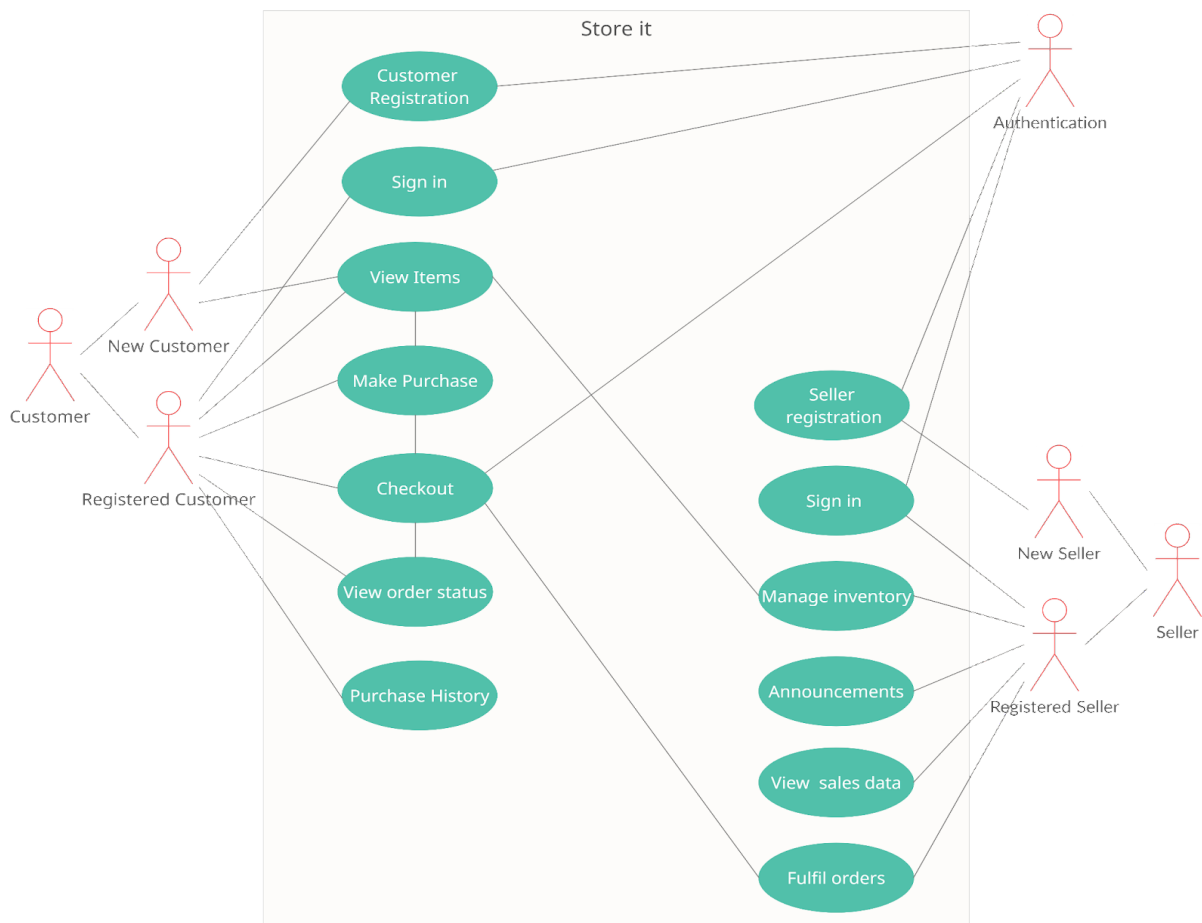 Store it
Customer
Registration
Authentication
Sign in
View Items
New Customer
Make Purchase
Customer
Seller
registration
Checkout
Registered Customer
Sign in
New Seller
View order status
Manage inventory
Seller
Purchase History
Announcements
Registered Seller
View  sales data
Fulfil orders